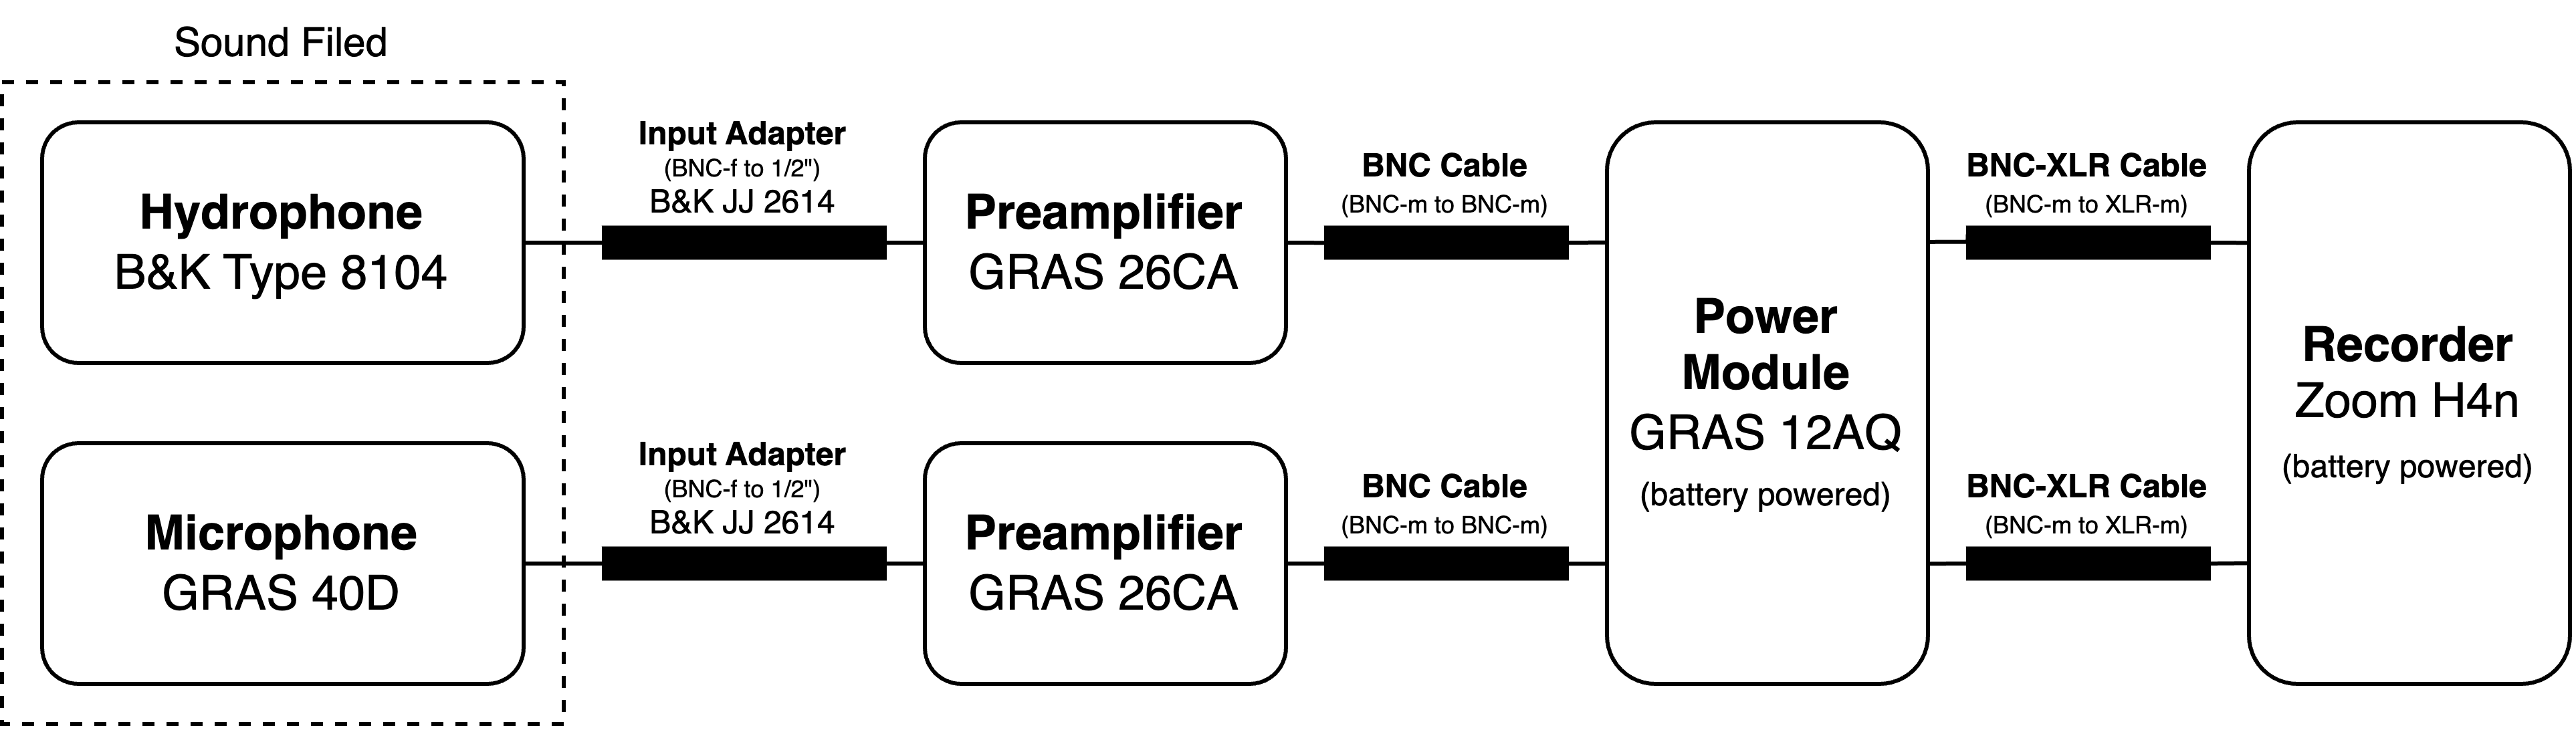 Sound Filed
Hydrophone
B&K Type 8104
Input Adapter
(BNC-f to 1/2")
B&K JJ 2614
Preamplifier
GRAS 26CA
BNC Cable
(BNC-m to BNC-m)
Microphone
GRAS 40D
Input Adapter
(BNC-f to 1/2")
B&K JJ 2614
Preamplifier
GRAS 26CA
BNC Cable
(BNC-m to BNC-m)
Power
Module
GRAS 12AQ
(battery powered)
BNC-XLR Cable
(BNC-m to XLR-m)
BNC-XLR Cable
(BNC-m to XLR-m)
Recorder
Zoom H4n
(battery powered)